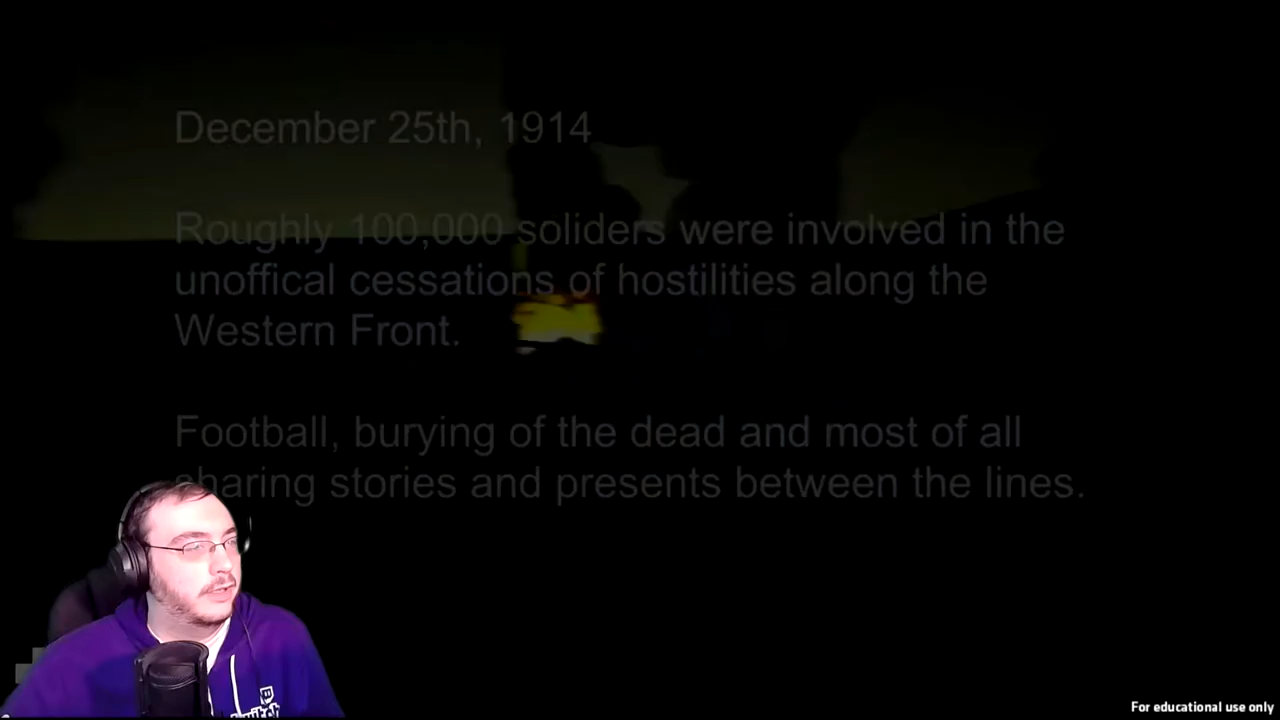 December 25th, 1914
Roughly 100,000 soliders were involved in the
unoffical cessations of hostilities along the
Western Front.
Football, burying of the dead and most of all
sharing stories and presents between the lines.
For educational use only